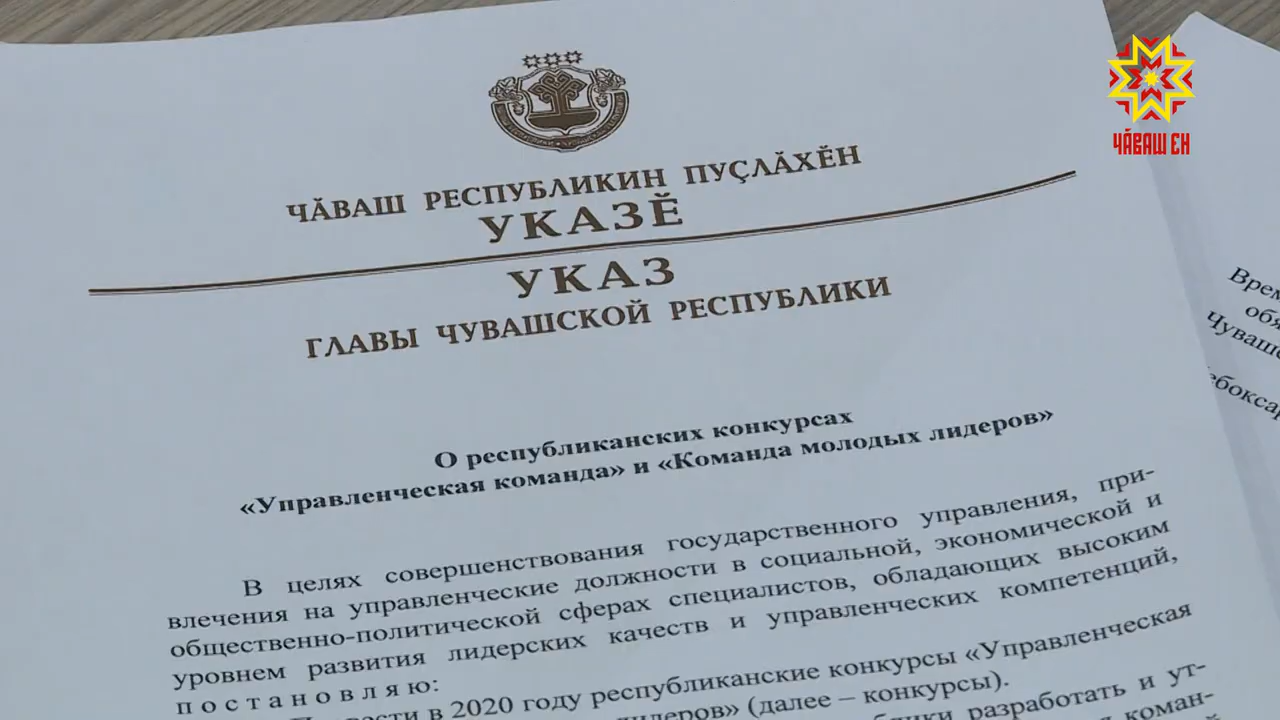 ЧӐВАШ ЕН
ЧӐВАШ РЕСПУБЛИКИН ПУҪЛӐХӖН
УКАЗӖ
УКАЗ
ГЛАВЫ ЧУВАШСКОЙ РЕСПУБЛИКИ
О республиканских конкурсах
«Управленческая команда» и «Команда молодых лидеров»
В целях совершенствования государственного управления, при-
влечения на управленческие должности в социальной, экономической и
общественно-политической сферах специалистов, обладающих высоким
уровнем развития лидерских качеств и управленческих компетенций,
п о с т а н о в л я ю:
в 2020 году республиканские конкурсы «Управленческая
(далее – конкурсы).
разработать и ут-